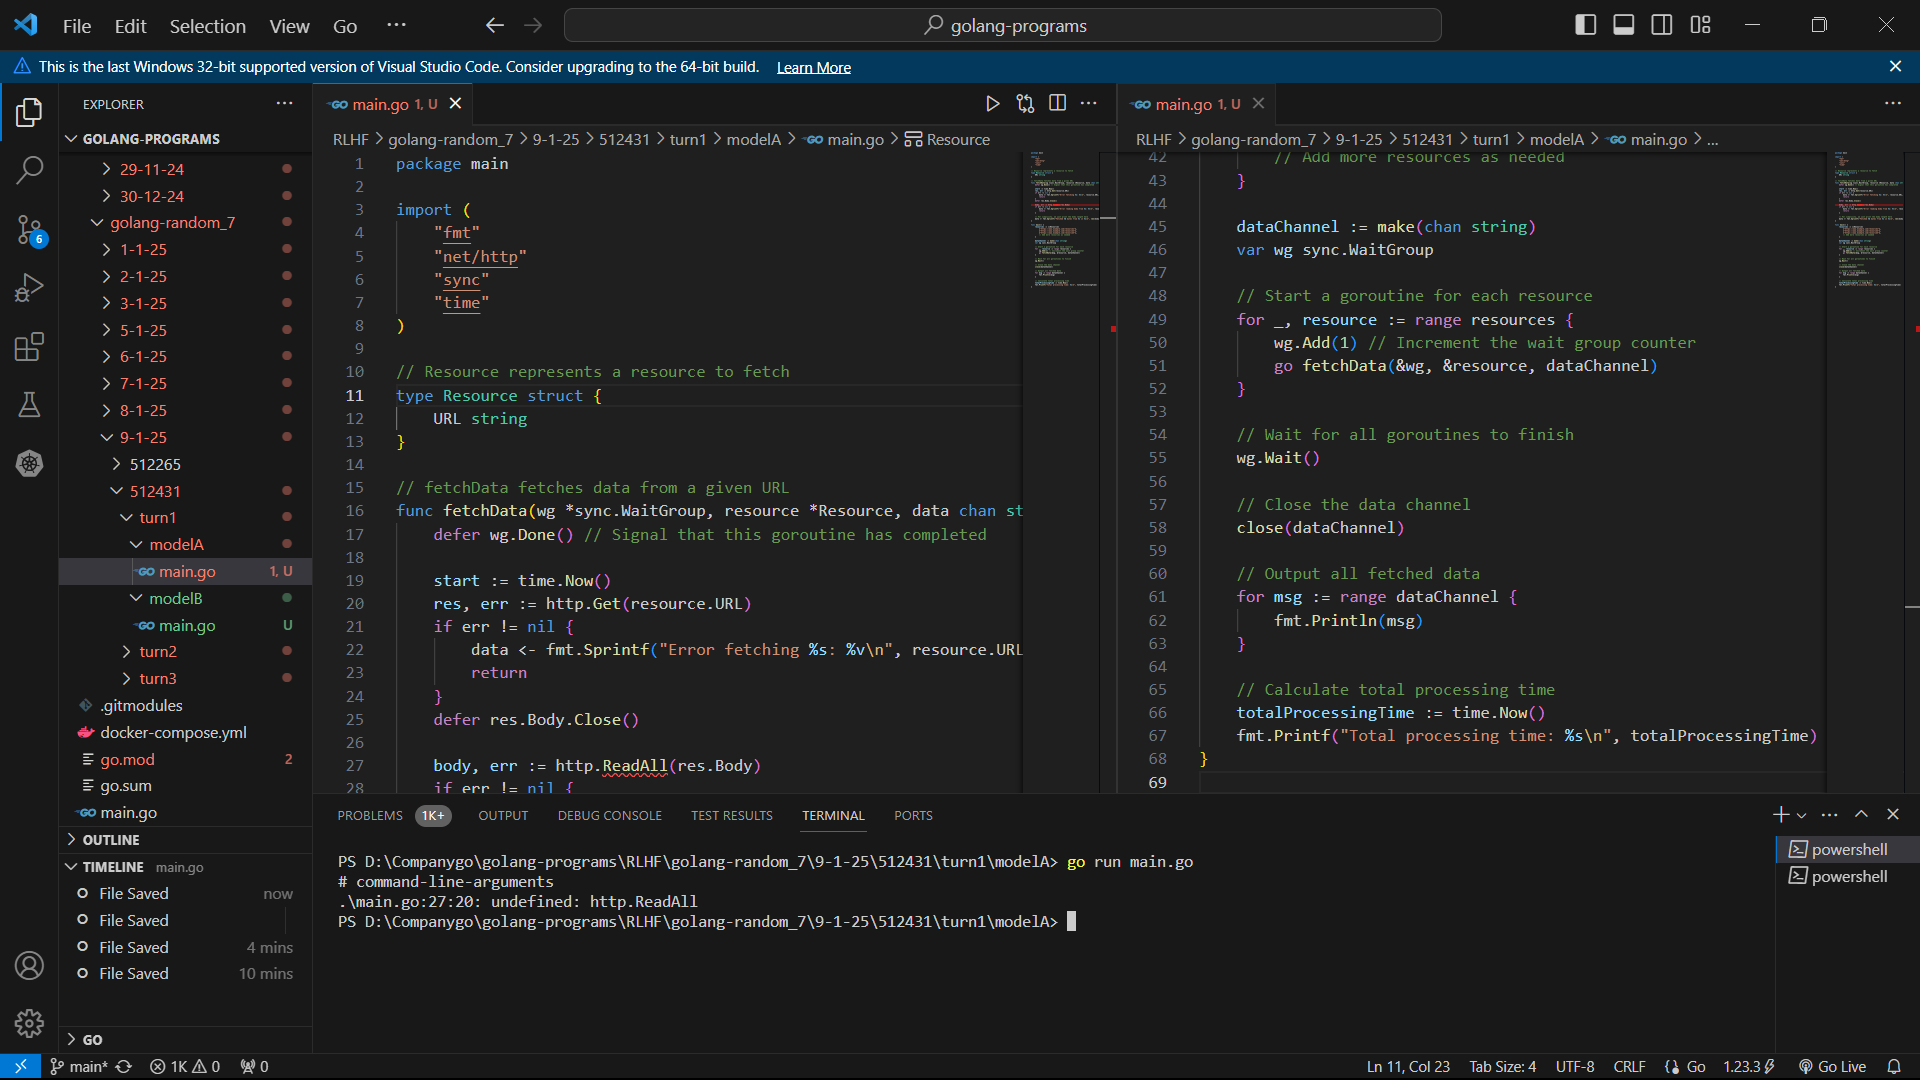 File Edit Selection View Go ··· golang-programs
This is the last Windows 32-bit supported version of Visual Studio Code. Consider upgrading to the 64-bit build. Learn More
EXPLORER
GOLANG-PROGRAMS
29-11-24
30-12-24
golang-random_7
1-1-25
2-1-25
3-1-25
5-1-25
6-1-25
7-1-25
8-1-25
9-1-25
512265
512431
turn1
modelA
main.go 1, U
modelB
main.go U
turn2
turn3
.gitmodules
docker-compose.yml
go.mod 2
go.sum
main.go
OUTLINE
TIMELINE main.go
File Saved now
File Saved
File Saved 4 mins
File Saved 10 mins
GO
6
main.go 1, U
RLHF > golang-random_7 > 9-1-25 > 512431 > turn1 > modelA > main.go > Resource
1 package main
2
3 import (
4 "fmt"
5 "net/http"
6 "sync"
7 "time"
8 )
9
10 // Resource represents a resource to fetch
11 type Resource struct {
12 URL string
13 }
14
15 // fetchData fetches data from a given URL
16 func fetchData(wg *sync.WaitGroup, resource *Resource, data chan st
17 defer wg.Done() // Signal that this goroutine has completed
18
19 start := time.Now()
20 res, err := http.Get(resource.URL)
21 if err != nil {
22 data <- fmt.Sprintf("Error fetching %s: %v\n", resource.URL
23 return
24 }
25 defer res.Body.Close()
26
27 body, err := http.ReadAll(res.Body)
28 if err != nil {
main.go 1, U
RLHF > golang-random_7 > 9-1-25 > 512431 > turn1 > modelA > main.go > ...
42 // Add more resources as needed
43 }
44
45 dataChannel := make(chan string)
46 var wg sync.WaitGroup
47
48 // Start a goroutine for each resource
49 for _, resource := range resources {
50 wg.Add(1) // Increment the wait group counter
51 go fetchData(&wg, &resource, dataChannel)
52 }
53
54 // Wait for all goroutines to finish
55 wg.Wait()
56
57 // Close the data channel
58 close(dataChannel)
59
60 // Output all fetched data
61 for msg := range dataChannel {
62 fmt.Println(msg)
63 }
64
65 // Calculate total processing time
66 totalProcessingTime := time.Now()
67 fmt.Printf("Total processing time: %s\n", totalProcessingTime)
68 }
69
PROBLEMS 1K+ OUTPUT DEBUG CONSOLE TEST RESULTS TERMINAL PORTS
PS D:\Companygo\golang-programs\RLHF\golang-random_7\9-1-25\512431\turn1\modelA> go run main.go
# command-line-arguments
.\main.go:27:20: undefined: http.ReadAll
PS D:\Companygo\golang-programs\RLHF\golang-random_7\9-1-25\512431\turn1\modelA>
powershell
powershell
main* 1K 0 0 Ln 11, Col 23 Tab Size: 4 UTF-8 CRLF Go 1.23.3 Go Live